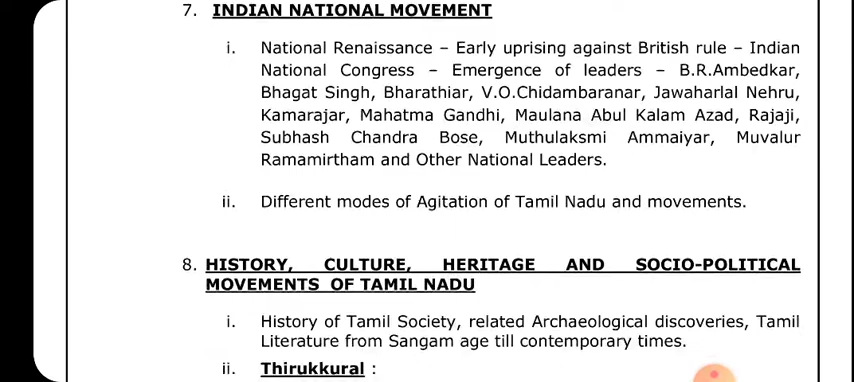 7. INDIAN NATIONAL MOVEMENT
i. National Renaissance – Early uprising against British rule – Indian
National Congress – Emergence of leaders – B.R.Ambedkar,
Bhagat Singh, Bharathiar, V.O.Chidambaranar, Jawaharlal Nehru,
Kamarajar, Mahatma Gandhi, Maulana Abul Kalam Azad, Rajaji,
Subhash Chandra Bose, Muthulaksmi Ammaiyar, Muvalur
Ramamirtham and Other National Leaders.
ii. Different modes of Agitation of Tamil Nadu and movements.
8. HISTORY, CULTURE, HERITAGE AND SOCIO-POLITICAL
MOVEMENTS OF TAMIL NADU
i. History of Tamil Society, related Archaeological discoveries, Tamil
Literature from Sangam age till contemporary times.
ii. Thirukkural :